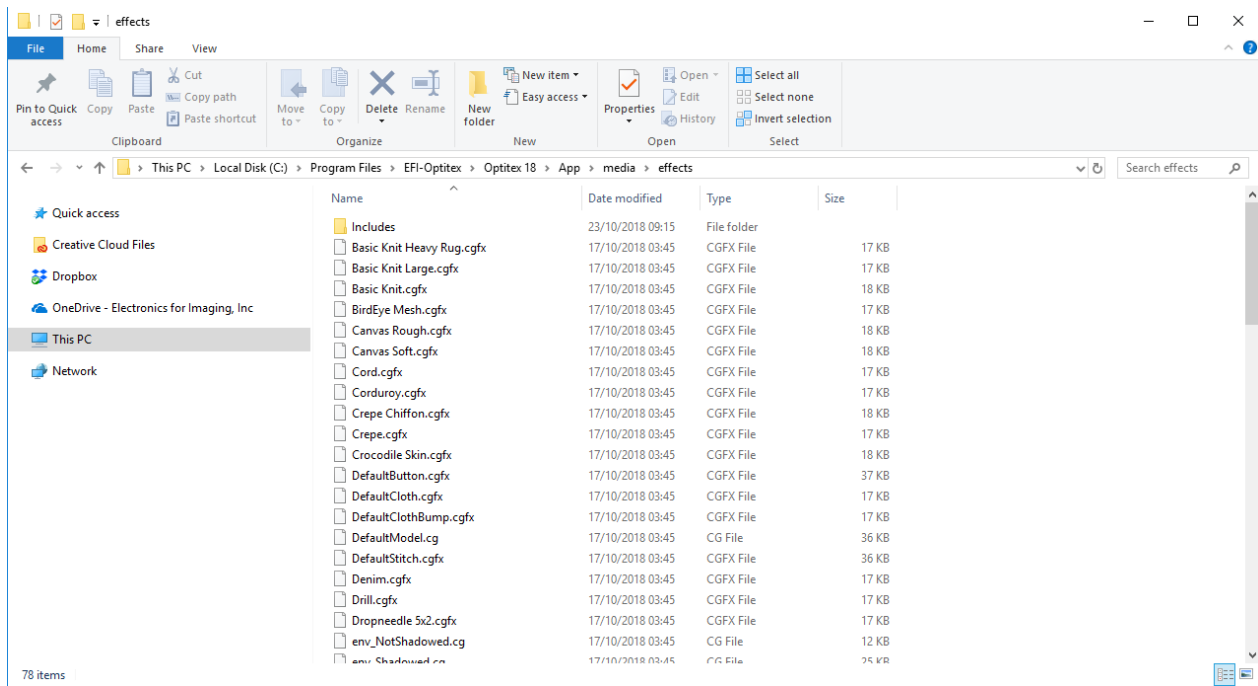 effects
File Home Share View
Pin to Quick access
Copy
Paste
Cut
Copy path
Paste shortcut
Clipboard
Move to
Copy to
Delete
Rename
Organize
New folder
New item
Easy access
New
Properties
Open
Edit
History
Open
Select all
Select none
Invert selection
Select
This PC > Local Disk (C:) > Program Files > EFI-Optitex > Optitex 18 > App > media > effects
Search effects
Quick access
Creative Cloud Files
Dropbox
OneDrive - Electronics for Imaging, Inc
This PC
Network
Name Date modified Type Size
Includes 23/10/2018 09:15 File folder
Basic Knit Heavy Rug.cgfx 17/10/2018 03:45 CGFX File 17 KB
Basic Knit Large.cgfx 17/10/2018 03:45 CGFX File 17 KB
Basic Knit.cgfx 17/10/2018 03:45 CGFX File 18 KB
BirdEye Mesh.cgfx 17/10/2018 03:45 CGFX File 17 KB
Canvas Rough.cgfx 17/10/2018 03:45 CGFX File 18 KB
Canvas Soft.cgfx 17/10/2018 03:45 CGFX File 18 KB
Cord.cgfx 17/10/2018 03:45 CGFX File 17 KB
Corduroy.cgfx 17/10/2018 03:45 CGFX File 17 KB
Crepe Chiffon.cgfx 17/10/2018 03:45 CGFX File 18 KB
Crepe.cgfx 17/10/2018 03:45 CGFX File 17 KB
Crocodile Skin.cgfx 17/10/2018 03:45 CGFX File 18 KB
DefaultButton.cgfx 17/10/2018 03:45 CGFX File 37 KB
DefaultCloth.cgfx 17/10/2018 03:45 CGFX File 17 KB
DefaultClothBump.cgfx 17/10/2018 03:45 CGFX File 17 KB
DefaultModel.cg 17/10/2018 03:45 CG File 36 KB
DefaultStitch.cgfx 17/10/2018 03:45 CGFX File 36 KB
Denim.cgfx 17/10/2018 03:45 CGFX File 17 KB
Drill.cgfx 17/10/2018 03:45 CGFX File 17 KB
Dropneedle 5x2.cgfx 17/10/2018 03:45 CGFX File 17 KB
env_NotShadowed.cg 17/10/2018 03:45 CG File 12 KB
env_Shadowed.cg 17/10/2018 03:45 CG File 25 KB
78 items